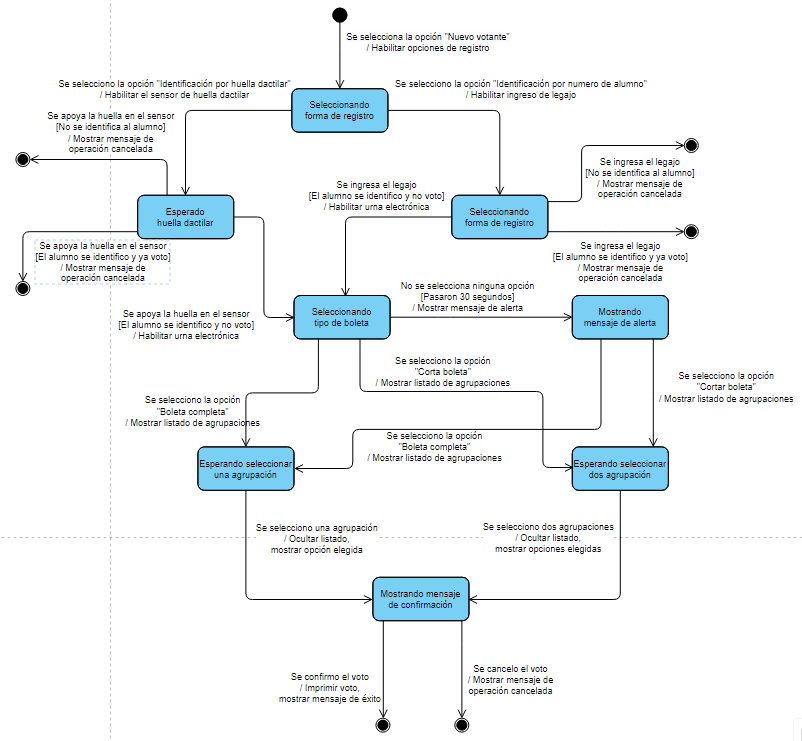 Se selecciona la opción "Nuevo votante"
/ Habilitar opciones de registro
Se selecciono la opción "Identificación por huella dactilar"
/ Habilitar el sensor de huella dactilar
Se selecciono la opción "Identificación por numero de alumno"
/ Habilitar ingreso de legajo
Seleccionando
forma de registro
Se apoya la huella en el sensor
[No se identifica al alumno]
/ Mostrar mensaje de
operación cancelada
Se ingresa el legajo
[No se identifica al alumno]
/ Mostrar mensaje de
operación cancelada
Se ingresa el legajo
[El alumno se identifico y no voto]
/ Habilitar urna electrónica
Esperado
huella dactilar
Seleccionando
forma de registro
Se apoya la huella en el sensor
[El alumno se identifico y ya voto]
/ Mostrar mensaje de
operación cancelada
Se ingresa el legajo
[El alumno se identifico y ya voto]
/ Mostrar mensaje de
operación cancelada
No se selecciona ninguna opción
[Pasaron 30 segundos]
/ Mostrar mensaje de alerta
Se apoya la huella en el sensor
[El alumno se identifico y no voto]
/ Habilitar urna electrónica
Seleccionando
tipo de boleta
Mostrando
mensaje de alerta
Se selecciono la opción
"Corta boleta"
/ Mostrar listado de agrupaciones
Se selecciono la opción
"Cortar boleta"
/ Mostrar listado de agrupaciones
Se selecciono la opción
"Boleta completa"
/ Mostrar listado de agrupaciones
Se selecciono la opción
"Boleta completa"
/ Mostrar listado de agrupaciones
Esperando seleccionar
una agrupación
Esperando seleccionar
dos agrupación
Se selecciono una agrupación
/ Ocultar listado,
mostrar opción elegida
Se selecciono dos agrupaciones
/ Ocultar listado,
mostrar opciones elegidas
Mostrando mensaje
de confirmación
Se confirmo el voto
/ Imprimir voto,
mostrar mensaje de éxito
Se cancelo el voto
/ Mostrar mensaje de
operación cancelada